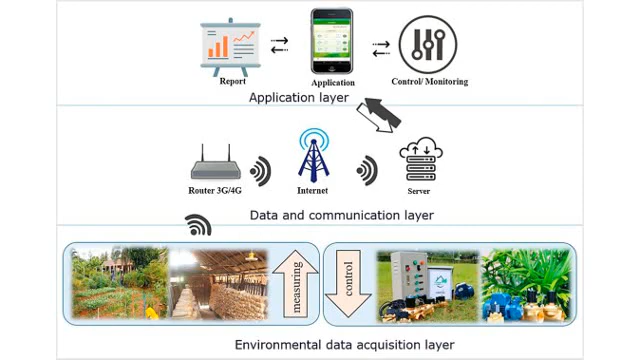 Report
Application
Control/ Monitoring
Application layer
Router 3G/4G
Internet
Server
Data and communication layer
measuring
control
Environmental data acquisition layer